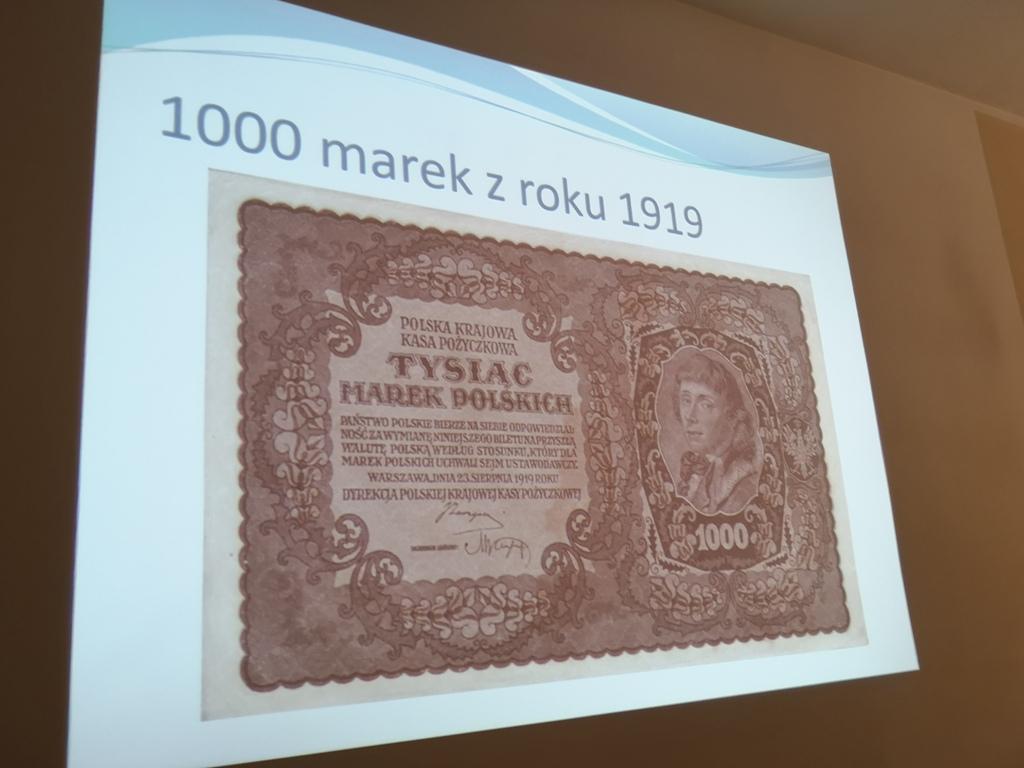 1000 marek z roku 1919
POLSKA KRAJOWA
KASA POŻYCZKOWA
TYSIĄC
MAREK POLSKICH
PAŃSTWO POLSKIE BIERZE NA SIEBIE ODPOWIEDZIAL-
NOŚĆ ZA WYMIANĘ NINIEJSZEGO BILETU NA PRZYSZŁĄ
WALUTĘ POLSKĄ WEDŁUG STOSUNKU, KTÓRY DLA
MAREK POLSKICH UCHWALI SEJM USTAWODAWCZY.
WARSZAWA, DNIA 23. SIERPNIA 1919 ROKU
DYREKCJA POLSKIEJ KRAJOWEJ KASY POŻYCZKOWEJ
1000